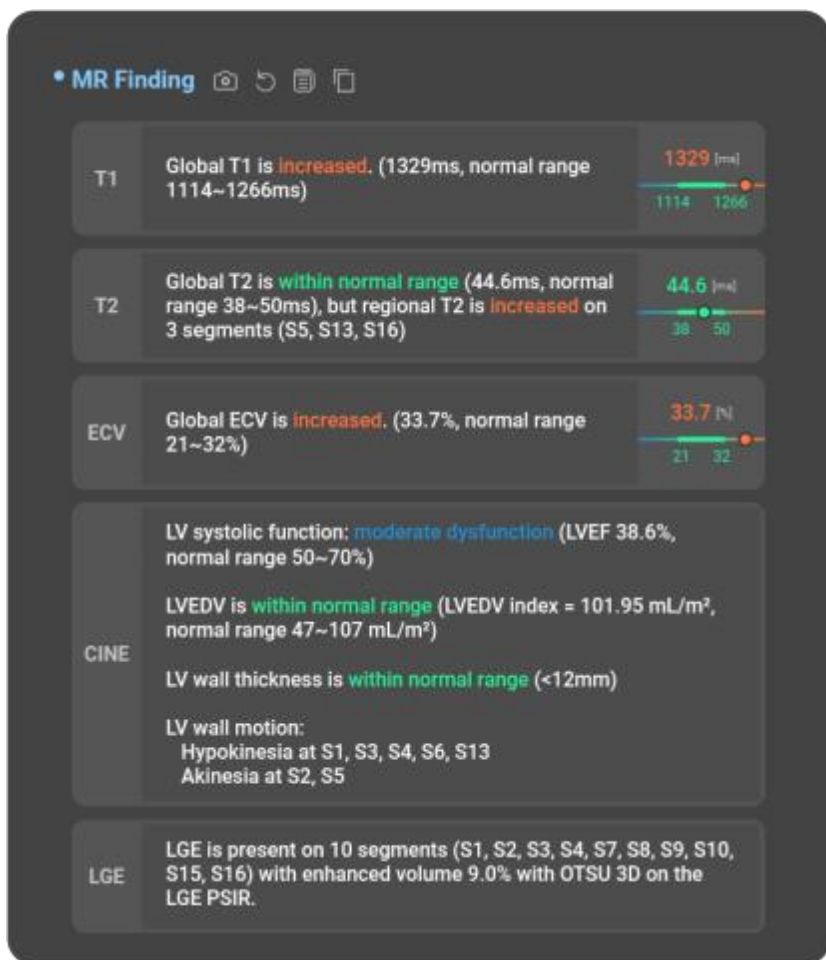 MR Finding
T1
Global T1 is increased. (1329ms, normal range
1114~1266ms)
1329 [ms]
1114 1266
T2
Global T2 is within normal range (44.6ms, normal
range 38~50ms), but regional T2 is increased on
3 segments (S5, S13, S16)
44.6 [ms]
38 50
ECV
Global ECV is increased. (33.7%, normal range
21~32%)
33.7 [%]
21 32
CINE
LV systolic function: moderate dysfunction (LVEF 38.6%,
normal range 50~70%)
LVEDV is within normal range (LVEDV index = 101.95 mL/m²,
normal range 47~107 mL/m²)
LV wall thickness is within normal range (<12mm)
LV wall motion:
Hypokinesia at S1, S3, S4, S6, S13
Akinesia at S2, S5
LGE
LGE is present on 10 segments (S1, S2, S3, S4, S7, S8, S9, S10,
S15, S16) with enhanced volume 9.0% with OTSU 3D on the
LGE PSIR.